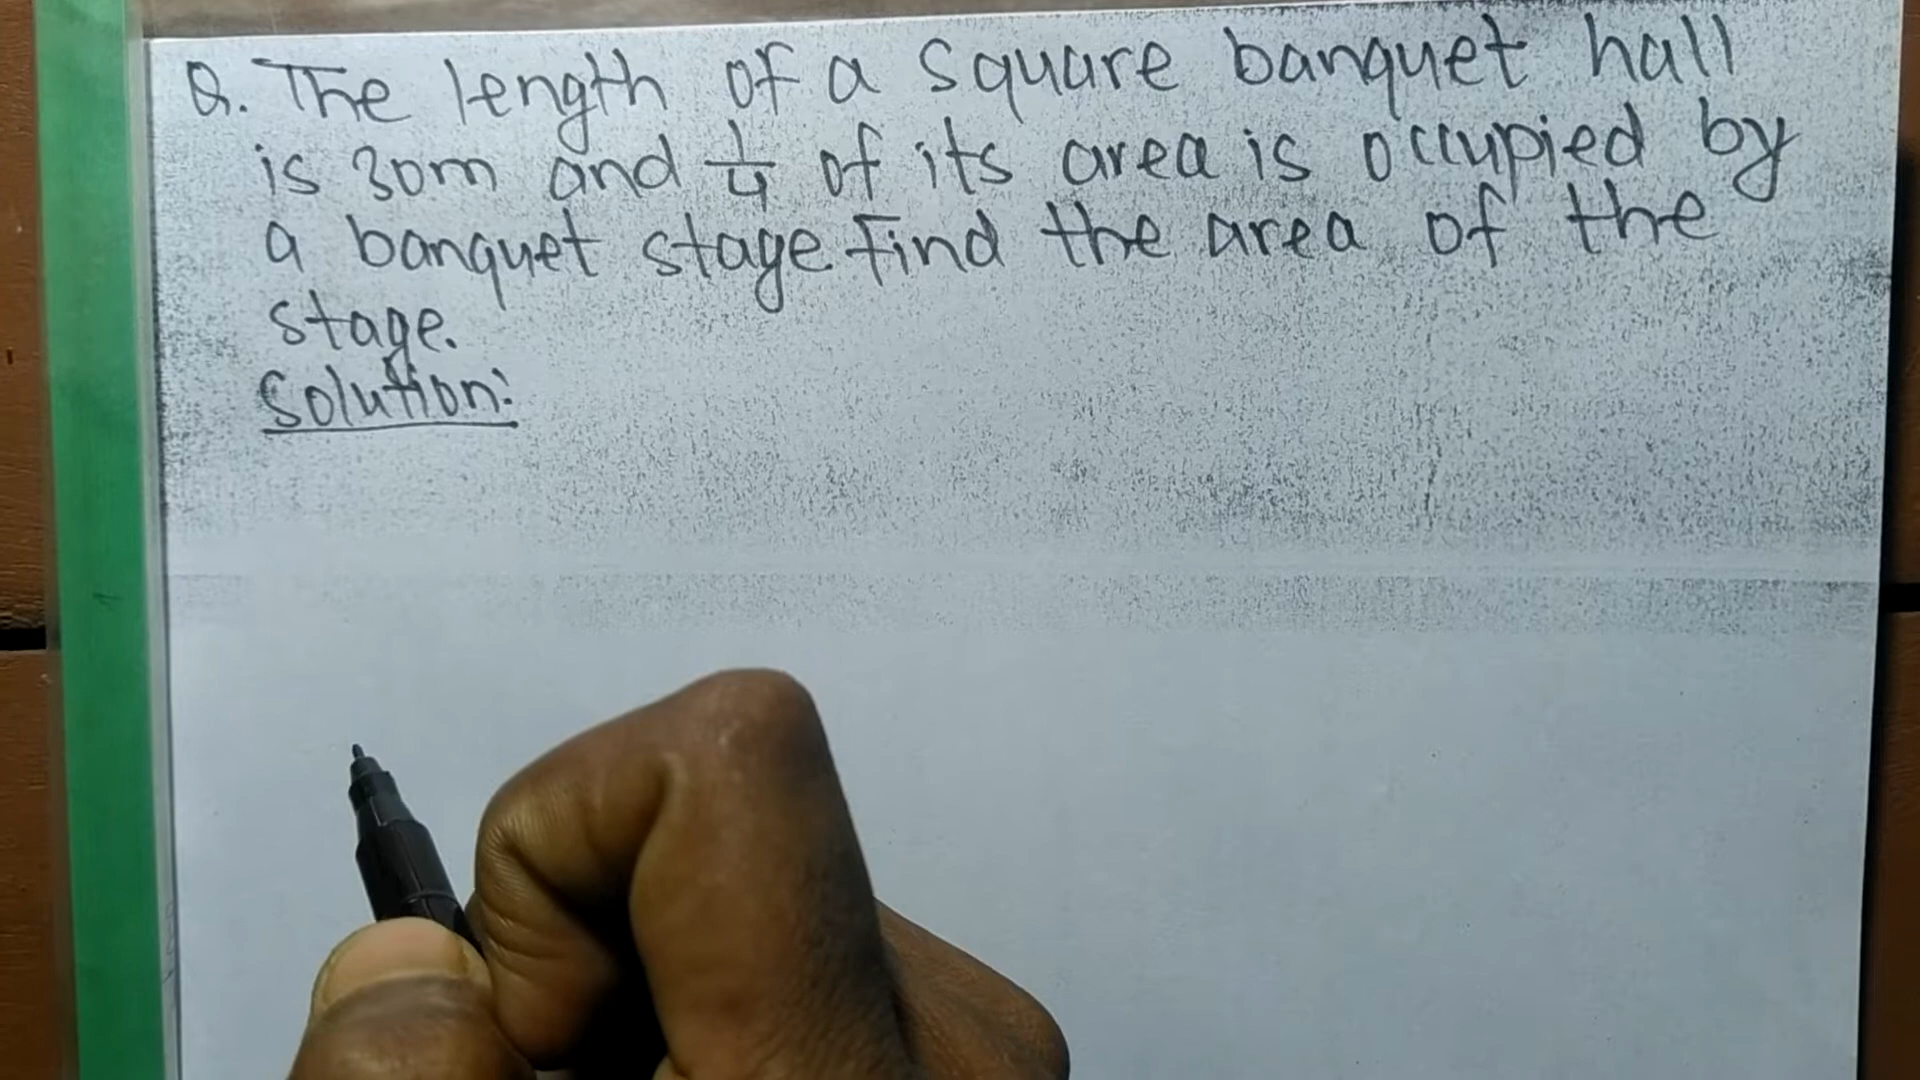 Q. The length of a square banquet hall
is 30m and 1/4 of its area is occupied by
a banquet stage. Find the area of the
stage.
Solution: